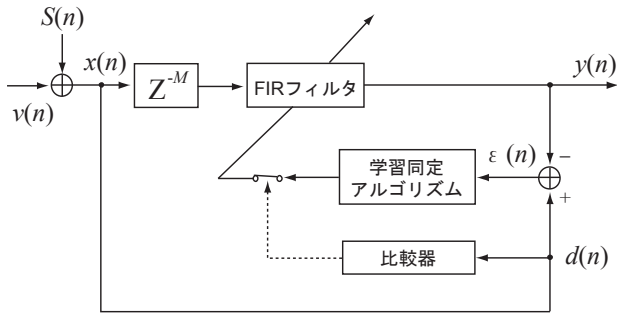 S(n)
x(n)
v(n)
Z^{-M}
FIRフィルタ
y(n)
ε(n)
−
+
学習同定
アルゴリズム
比較器
d(n)